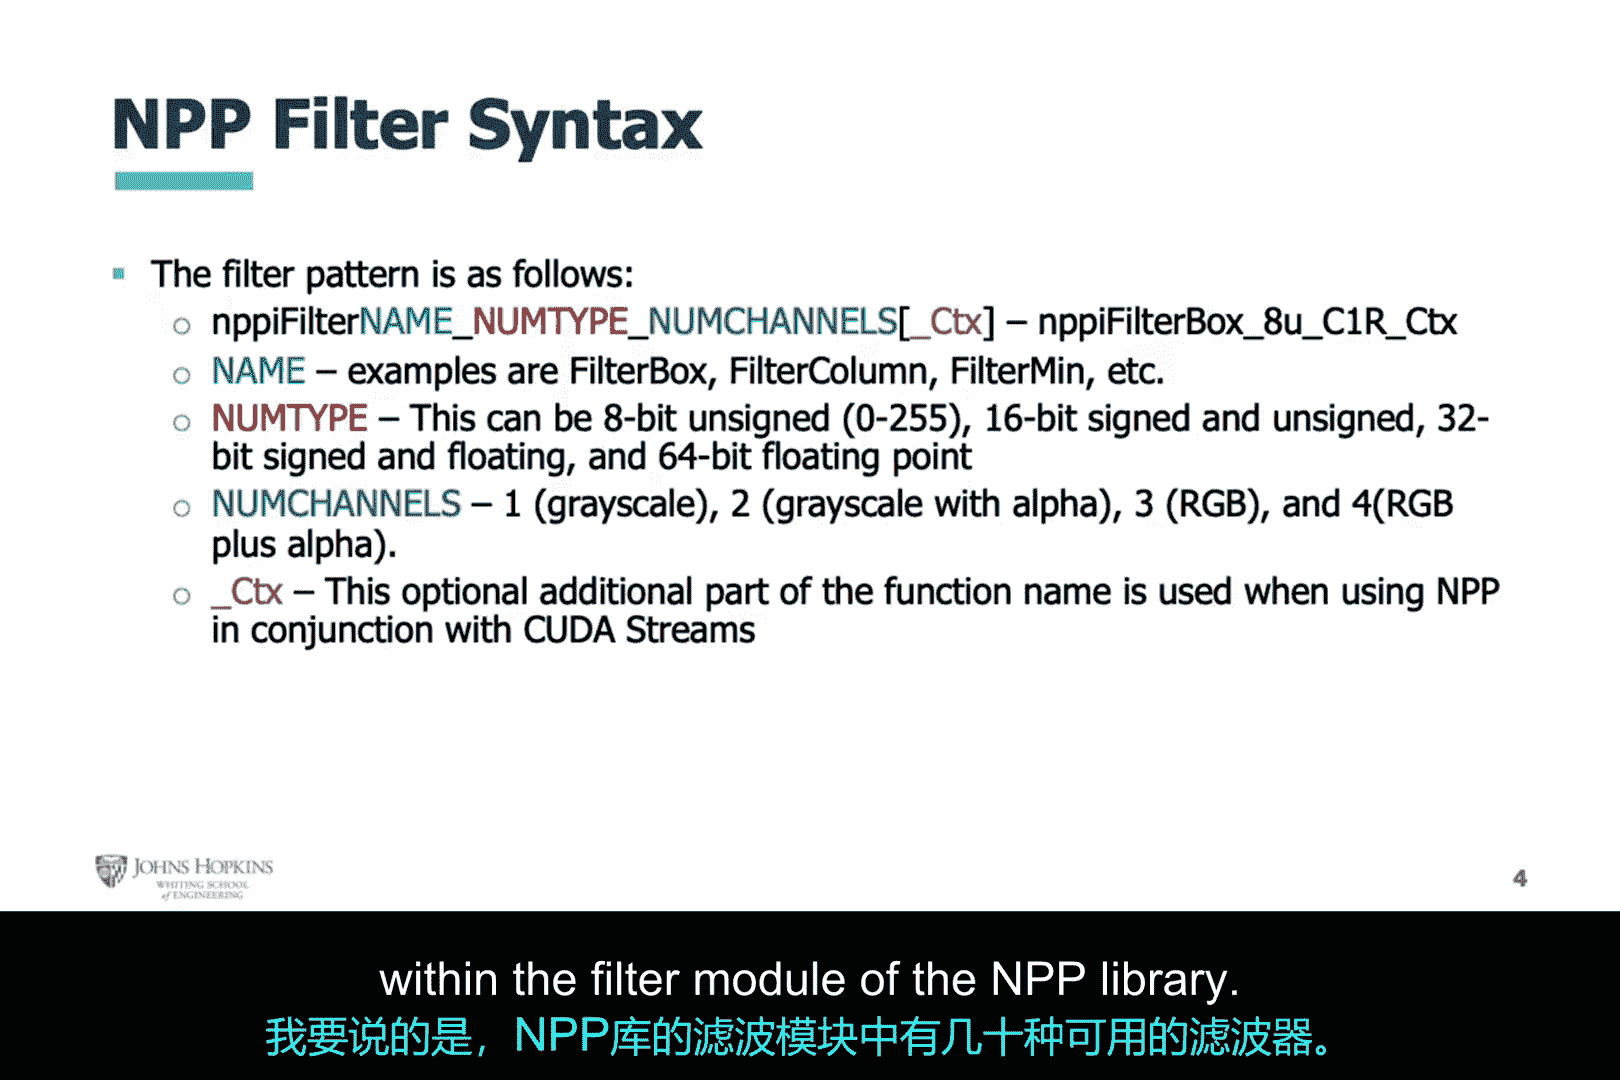 NPP Filter Syntax
The filter pattern is as follows:
nppiFilterNAME_NUMTYPE_NUMCHANNELS[_Ctx] – nppiFilterBox_8u_C1R_Ctx
NAME – examples are FilterBox, FilterColumn, FilterMin, etc.
NUMTYPE – This can be 8-bit unsigned (0-255), 16-bit signed and unsigned, 32-
bit signed and floating, and 64-bit floating point
NUMCHANNELS – 1 (grayscale), 2 (grayscale with alpha), 3 (RGB), and 4(RGB
plus alpha).
_Ctx – This optional additional part of the function name is used when using NPP
in conjunction with CUDA Streams
JOHNS HOPKINS
WHITING SCHOOL
of ENGINEERING
4
within the filter module of the NPP library.
我要说的是，NPP库的滤波模块中有几十种可用的滤波器。